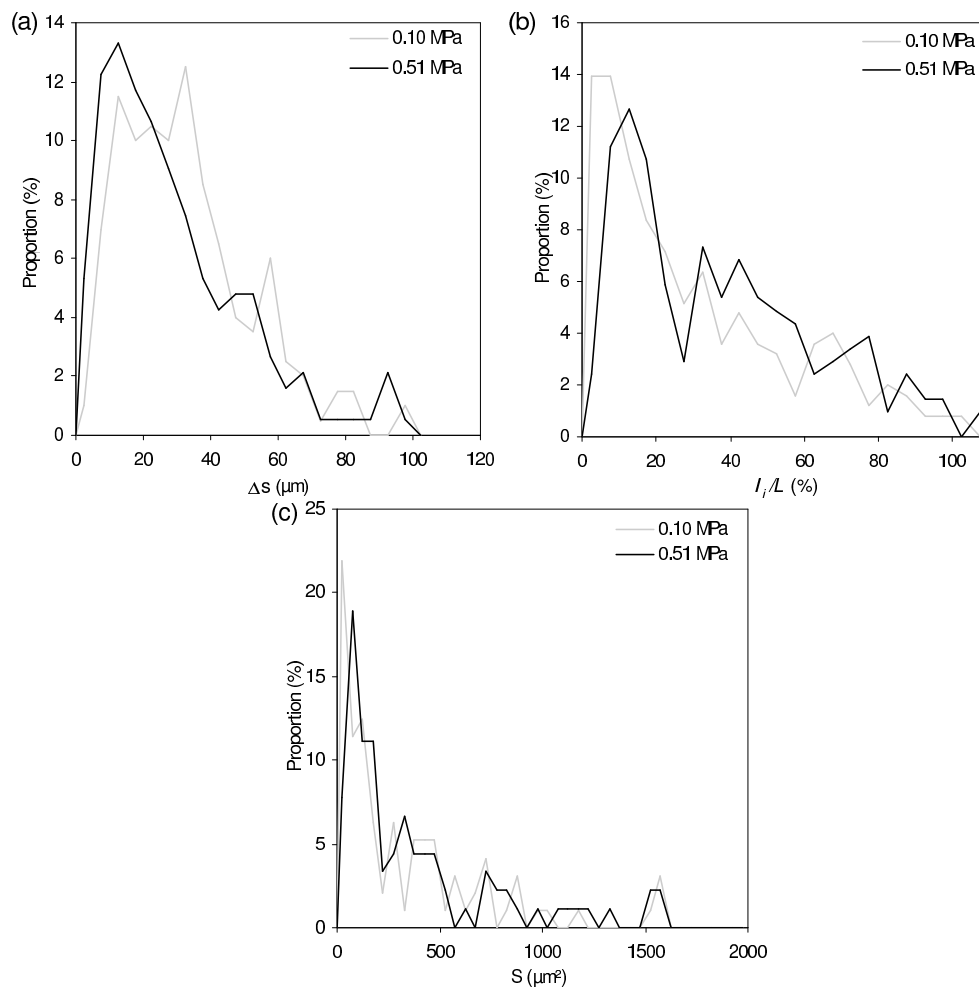 (a)
14
12
10
8
6
4
2
0
Proportion (%)
0.10 MPa
0.51 MPa
0 20 40 60 80 100 120
Δs (µm)
(b)
16
14
12
10
8
6
4
2
0
Proportion (%)
0.10 MPa
0.51 MPa
0 20 40 60 80 100
l_i/L (%)
(c)
25
20
15
10
5
0
Proportion (%)
0.10 MPa
0.51 MPa
0 500 1000 1500 2000
S (µm²)